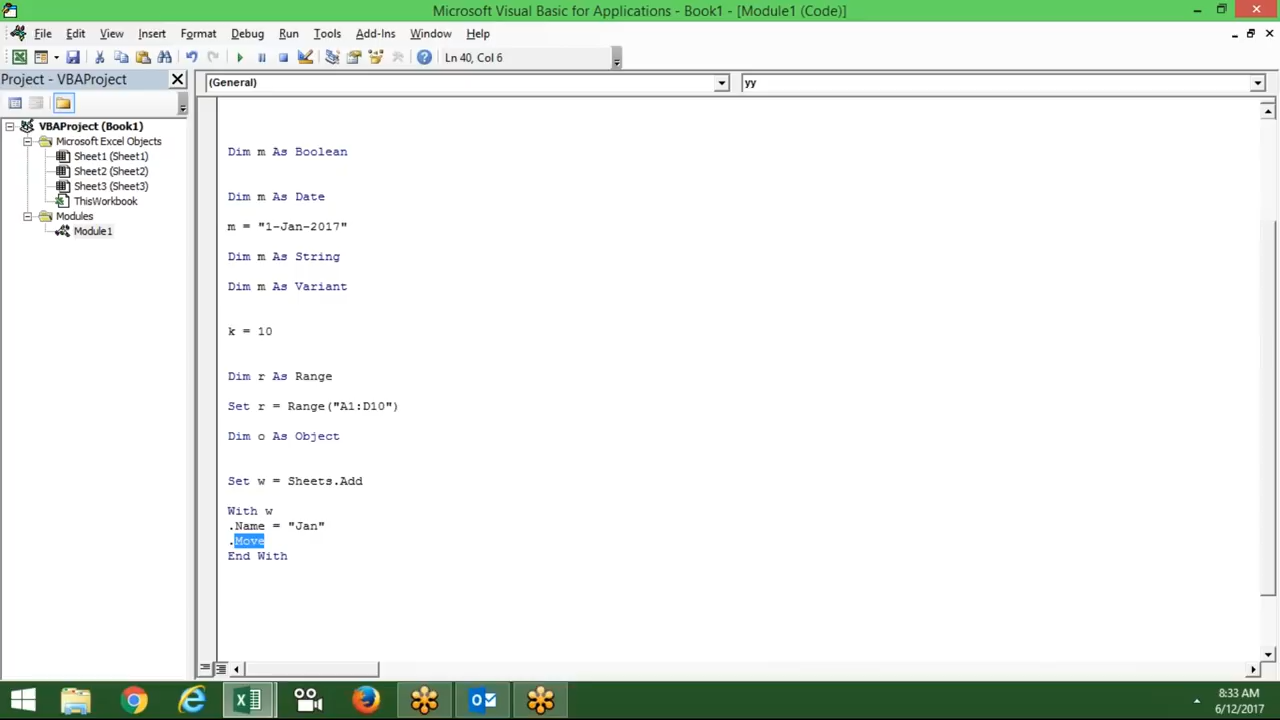 Microsoft Visual Basic for Applications - Book1 - [Module1 (Code)]
File Edit View Insert Format Debug Run Tools Add-Ins Window Help
Ln 40, Col 6
Project - VBAProject
(General) yy
VBAProject (Book1)
Microsoft Excel Objects
Sheet1 (Sheet1)
Sheet2 (Sheet2)
Sheet3 (Sheet3)
ThisWorkbook
Modules
Module1
Dim m As Boolean
Dim m As Date
m = "1-Jan-2017"
Dim m As String
Dim m As Variant
k = 10
Dim r As Range
Set r = Range("A1:D10")
Dim o As Object
Set w = Sheets.Add
With w
.Name = "Jan"
.Move
End With
8:33 AM
6/12/2017